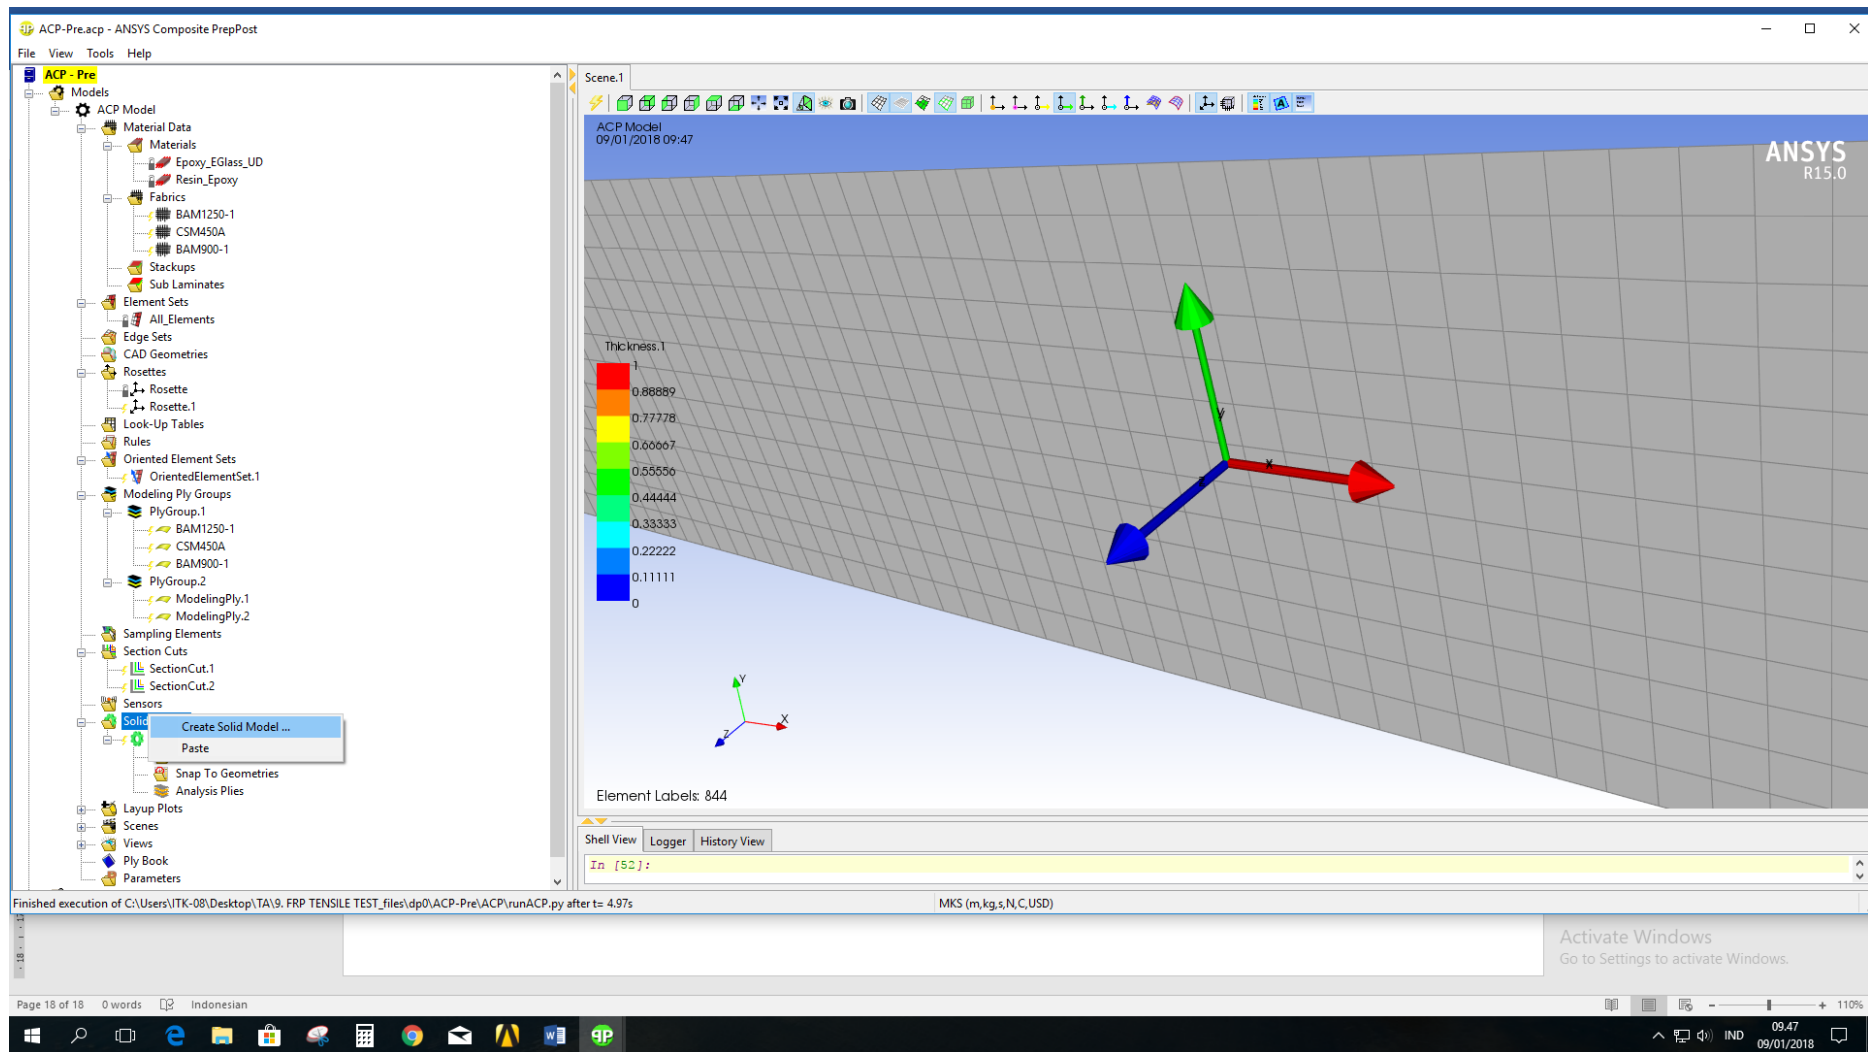 ACP-Pre.acp - ANSYS Composite PrepPost
File View Tools Help
ACP - Pre
Models
ACP Model
Material Data
Materials
Epoxy_EGlass_UD
Resin_Epoxy
Fabrics
BAM1250-1
CSM450A
BAM900-1
Stackups
Sub Laminates
Element Sets
All_Elements
Edge Sets
CAD Geometries
Rosettes
Rosette
Rosette.1
Look-Up Tables
Rules
Oriented Element Sets
OrientedElementSet.1
Modeling Ply Groups
PlyGroup.1
BAM1250-1
CSM450A
BAM900-1
PlyGroup.2
ModelingPly.1
ModelingPly.2
Sampling Elements
Section Cuts
SectionCut.1
SectionCut.2
Sensors
Solid
Create Solid Model ...
Paste
Snap To Geometries
Analysis Plies
Layup Plots
Scenes
Views
Ply Book
Parameters
Scene.1
ACP Model
09/01/2018 09:47
ANSYS
R15.0
Thickness.1
1
0.88889
0.77778
0.66667
0.55556
0.44444
0.33333
0.22222
0.11111
0
Y
X
Y
X
Z
Element Labels: 844
Shell View Logger History View
In [52]:
Finished execution of C:\Users\ITK-08\Desktop\TA\9. FRP TENSILE TEST_files\dp0\ACP-Pre\ACP\runACP.py after t= 4.97s
MKS (m,kg,s,N,C,USD)
Activate Windows
Go to Settings to activate Windows.
18
Page 18 of 18 0 words Indonesian
110%
IND
09.47
09/01/2018